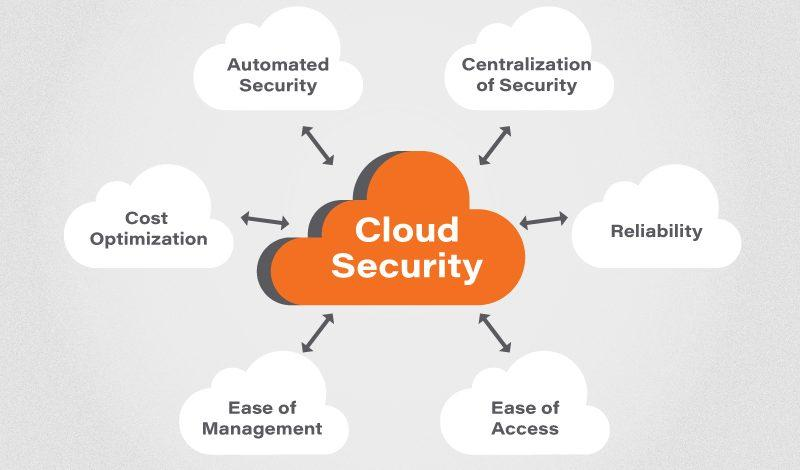 Automated
Security
Centralization
of Security
Cost
Optimization
Cloud
Security
Reliability
Ease of
Management
Ease of
Access